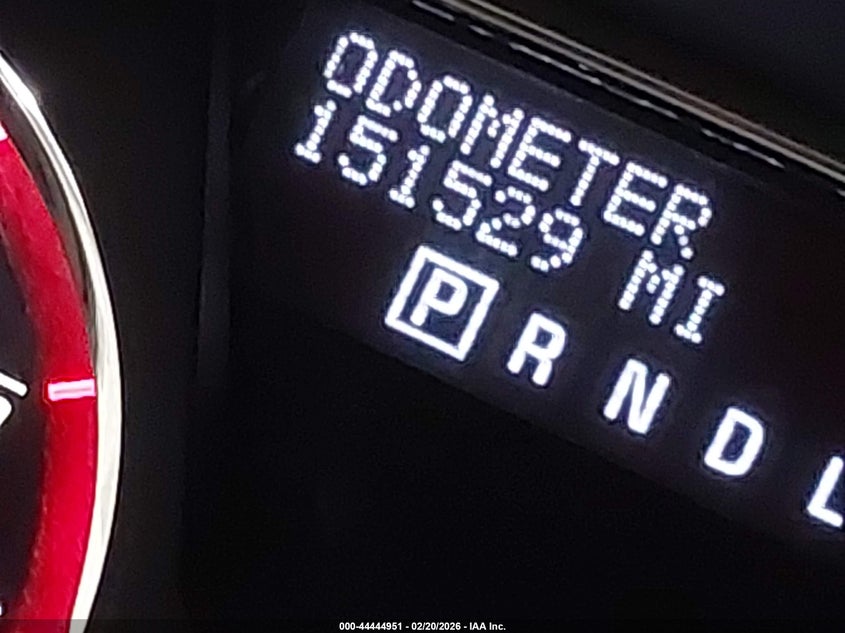 ODOMETER
151529 MI
P R N D L
000-44444951 - 02/20/2026 - IAA Inc.